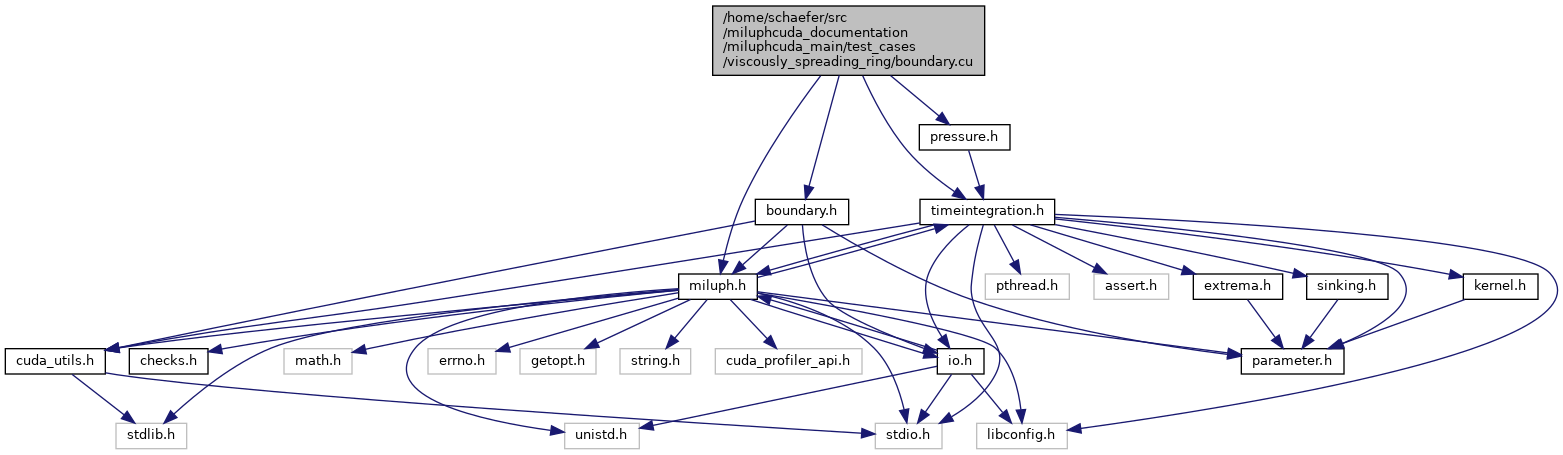 /home/schaefer/src
/miluphcuda_documentation
/miluphcuda_main/test_cases
/viscously_spreading_ring/boundary.cu
pressure.h
boundary.h
timeintegration.h
miluph.h
pthread.h
assert.h
extrema.h
sinking.h
kernel.h
cuda_utils.h
checks.h
math.h
errno.h
getopt.h
string.h
cuda_profiler_api.h
io.h
parameter.h
stdlib.h
unistd.h
stdio.h
libconfig.h